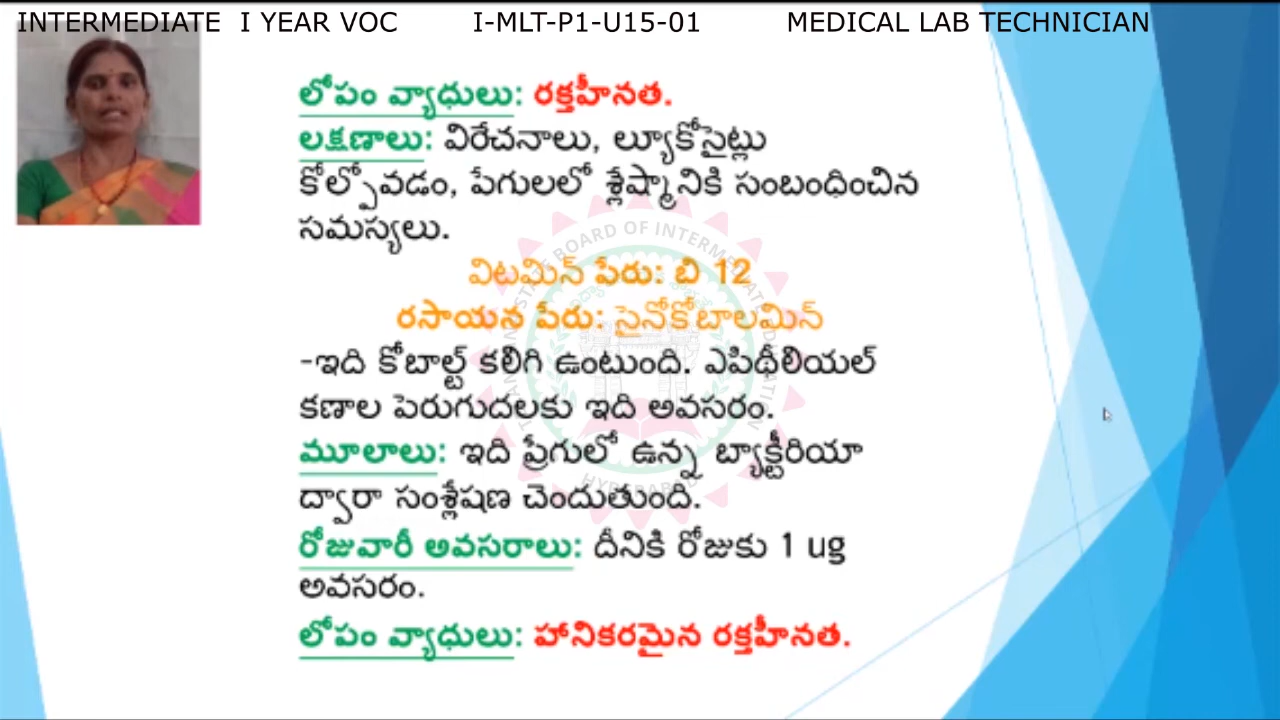 INTERMEDIATE I YEAR VOC I-MLT-P1-U15-01 MEDICAL LAB TECHNICIAN
లోపం వ్యాధులు: రక్తహీనత.
లక్షణాలు: విరేచనాలు, ల్యూకోసైట్లు
కోల్పోవడం, పేగులలో శ్లేష్మానికి సంబంధించిన
సమస్యలు.
విటమిన్ పేరు: బి 12
రసాయన పేరు: సైనోకోబాలమిన్
-ఇది కోబాల్ట్ కలిగి ఉంటుంది. ఎపిథీలియల్
కణాల పెరుగుదలకు ఇది అవసరం.
మూలాలు: ఇది ప్రేగులో ఉన్న బ్యాక్టీరియా
ద్వారా సంశ్లేషణ చెందుతుంది.
రోజువారీ అవసరాలు: దీనికి రోజుకు 1 ug
అవసరం.
లోపం వ్యాధులు: హానికరమైన రక్తహీనత.